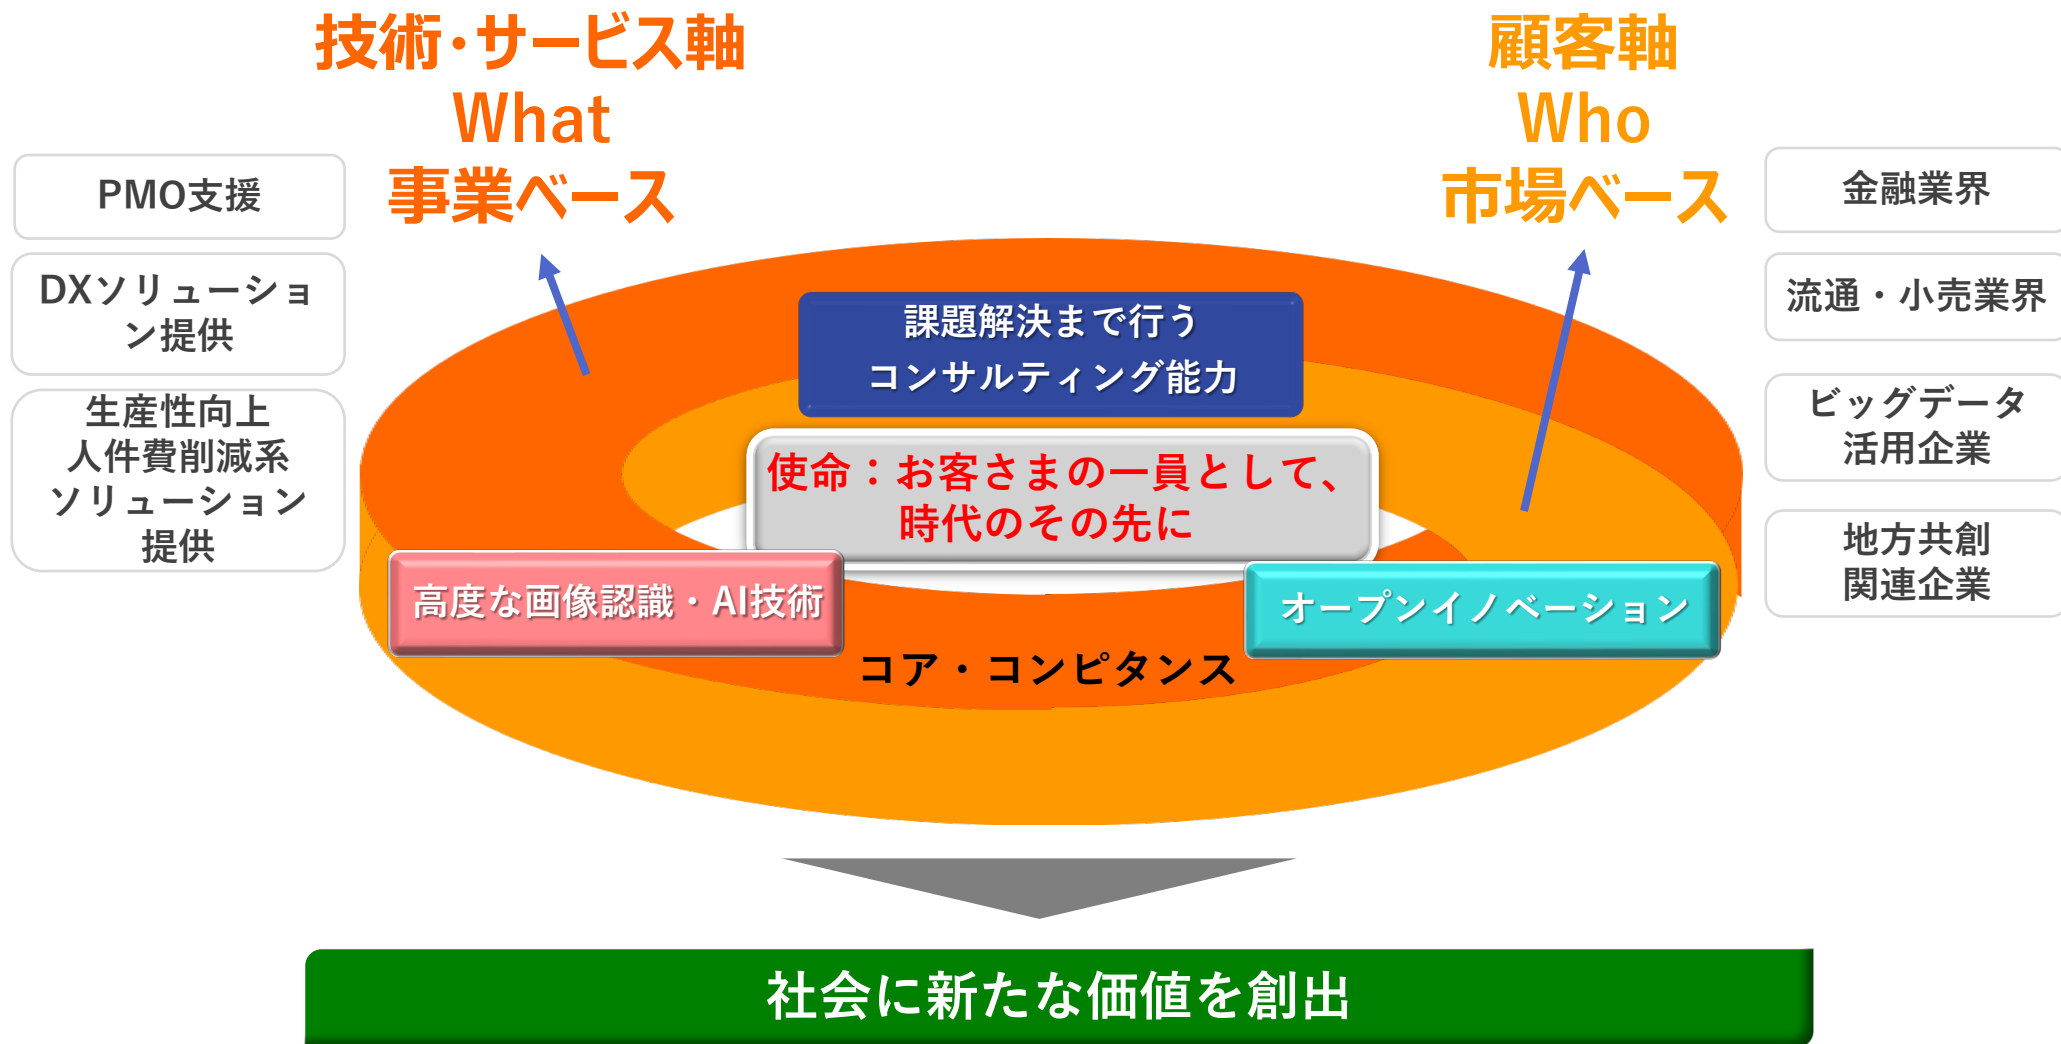 技術・サービス軸
What
事業ベース
顧客軸
Who
市場ベース
PMO支援
DXソリューショ
ン提供
生産性向上
人件費削減系
ソリューション
提供
課題解決まで行う
コンサルティング能力
使命：お客さまの一員として、
時代のその先に
高度な画像認識・AI技術
オープンイノベーション
コア・コンピタンス
金融業界
流通・小売業界
ビッグデータ
活用企業
地方共創
関連企業
社会に新たな価値を創出